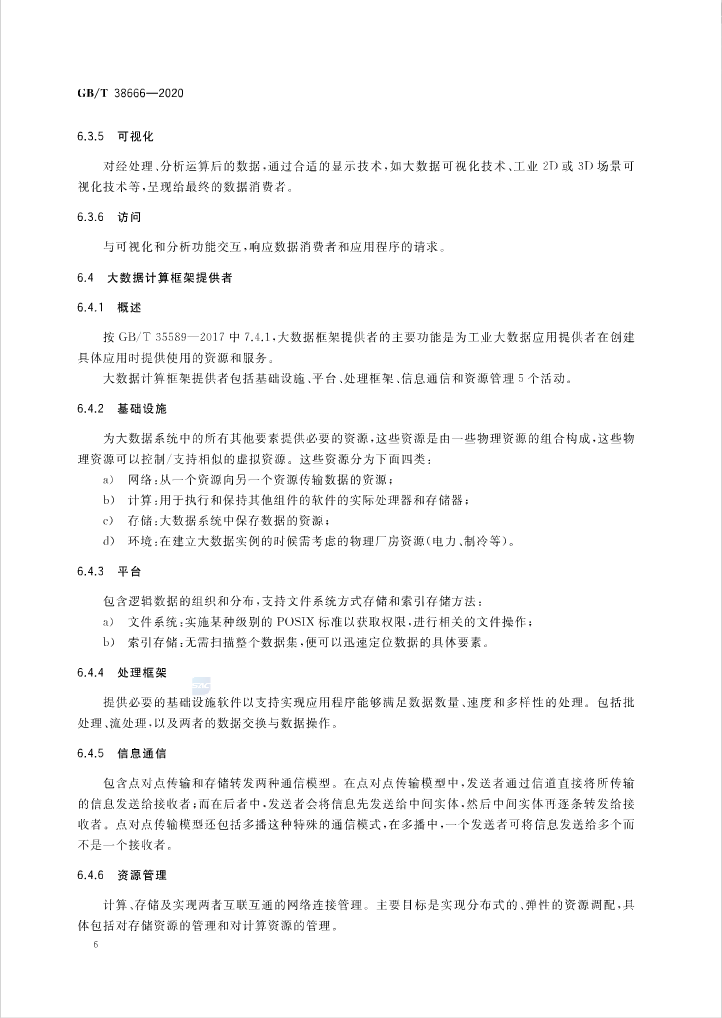 GB/T 38666—2020
6.3.5 可视化
对经处理、分析运算后的数据,通过合适的显示技术,如大数据可视化技术、工业 2D 或 3D 场景可
视化技术等,呈现给最终的数据消费者。
6.3.6 访问
与可视化和分析功能交互,响应数据消费者和应用程序的请求。
6.4 大数据计算框架提供者
6.4.1 概述
按 GB/T 35589—2017 中 7.4.1,大数据框架提供者的主要功能是为工业大数据应用提供者在创建
具体应用时提供使用的资源和服务。
大数据计算框架提供者包括基础设施、平台、处理框架、信息通信和资源管理 5 个活动。
6.4.2 基础设施
为大数据系统中的所有其他要素提供必要的资源,这些资源是由一些物理资源的组合构成,这些物
理资源可以控制/支持相似的虚拟资源。这些资源分为下面四类:
a) 网络:从一个资源向另一个资源传输数据的资源;
b) 计算:用于执行和保持其他组件的软件的实际处理器和存储器;
c) 存储:大数据系统中保存数据的资源;
d) 环境:在建立大数据实例的时候需考虑的物理厂房资源(电力、制冷等)。
6.4.3 平台
包含逻辑数据的组织和分布,支持文件系统方式存储和索引存储方法:
a) 文件系统:实施某种级别的 POSIX 标准以获取权限,进行相关的文件操作;
b) 索引存储:无需扫描整个数据集,便可以迅速定位数据的具体要素。
6.4.4 处理框架
SAC
提供必要的基础设施软件以支持实现应用程序能够满足数据数量、速度和多样性的处理。包括批
处理、流处理,以及两者的数据交换与数据操作。
6.4.5 信息通信
包含点对点传输和存储转发两种通信模型。在点对点传输模型中,发送者通过信道直接将所传输
的信息发送给接收者;而在后者中,发送者会将信息先发送给中间实体,然后中间实体再逐条转发给接
收者。点对点传输模型还包括多播这种特殊的通信模式,在多播中,一个发送者可将信息发送给多个而
不是一个接收者。
6.4.6 资源管理
计算、存储及实现两者互联互通的网络连接管理。主要目标是实现分布式的、弹性的资源调配,具
体包括对存储资源的管理和对计算资源的管理。
6